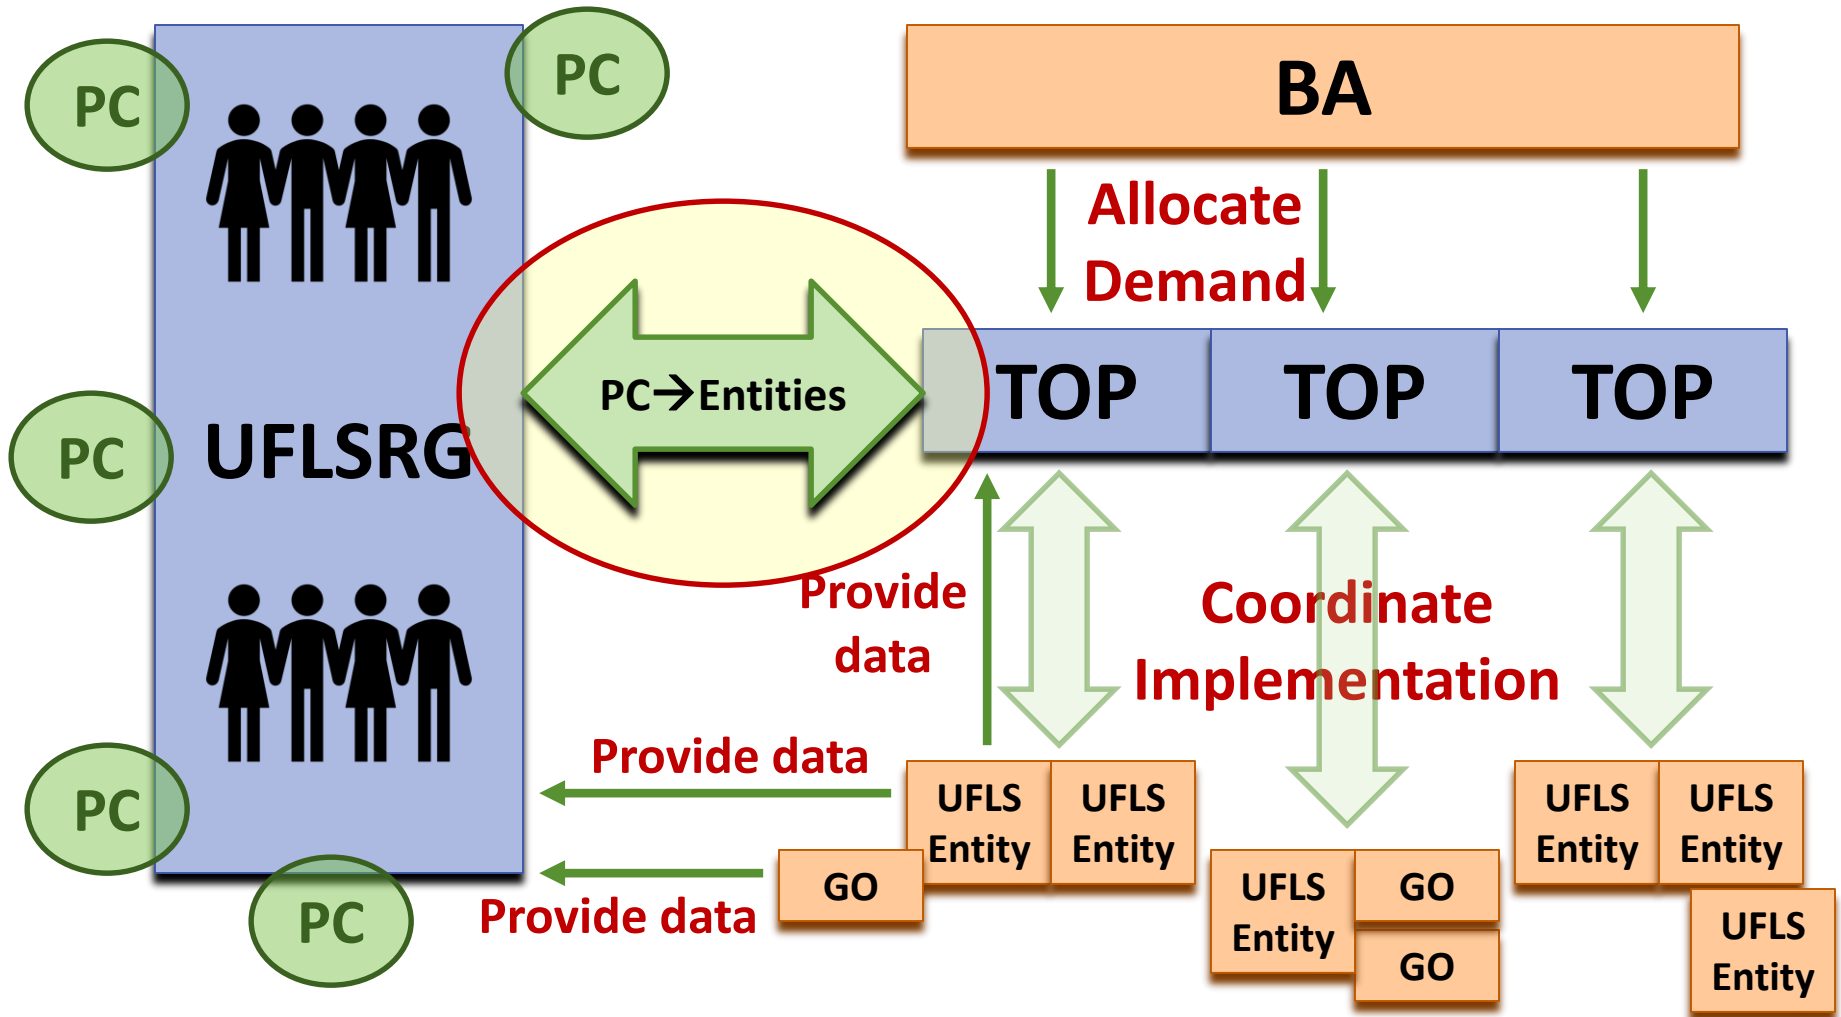 PC
PC
BA
Allocate
Demand
PC→Entities
TOP
TOP
TOP
PC
UFLSRG
Provide
data
Coordinate
Implementation
Provide data
PC
UFLS
Entity
UFLS
Entity
UFLS
Entity
UFLS
Entity
GO
UFLS
Entity
GO
Provide data
PC
GO
UFLS
Entity